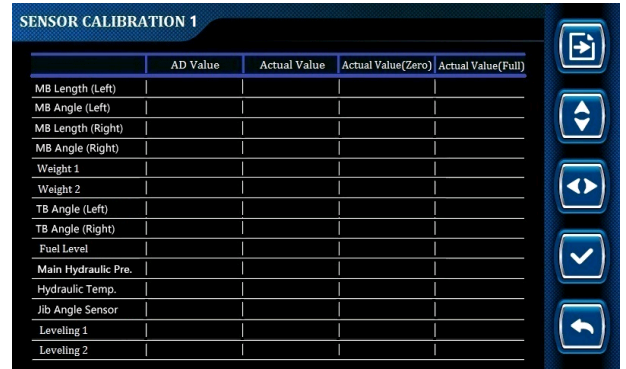 SENSOR CALIBRATION 1
AD Value Actual Value Actual Value(Zero) Actual Value(Full)
MB Length (Left)
MB Angle (Left)
MB Length (Right)
MB Angle (Right)
Weight 1
Weight 2
TB Angle (Left)
TB Angle (Right)
Fuel Level
Main Hydraulic Pre.
Hydraulic Temp.
Jib Angle Sensor
Leveling 1
Leveling 2